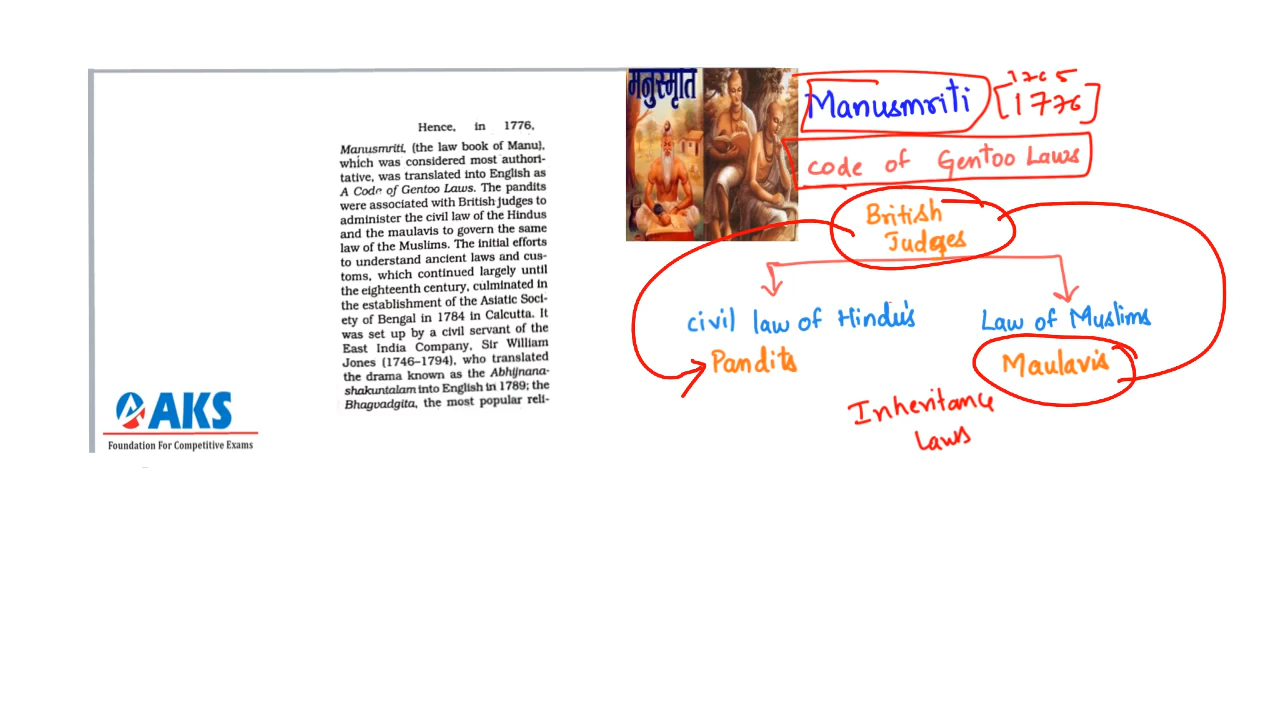 Hence, in 1776,
Manusmriti, (the law book of Manu),
which was considered most authori-
tative, was translated into English as
A Code of Gentoo Laws. The pandits
were associated with British judges to
administer the civil law of the Hindus
and the maulavis to govern the same
law of the Muslims. The initial efforts
to understand ancient laws and cus-
toms, which continued largely until
the eighteenth century, culminated in
the establishment of the Asiatic Soci-
ety of Bengal in 1784 in Calcutta. It
was set up by a civil servant of the
East India Company, Sir William
Jones (1746–1794), who translated
the drama known as the Abhijnana-
shakuntalam into English in 1789; the
Bhagvadgita, the most popular reli-
AKS
Foundation For Competitive Exams
मनुस्मृति
1765
Manusmriti [1776]
code of Gentoo Laws
British
Judges
civil law of Hindu's
Law of Muslims
Pandits
Maulavis
Inheritance
Laws